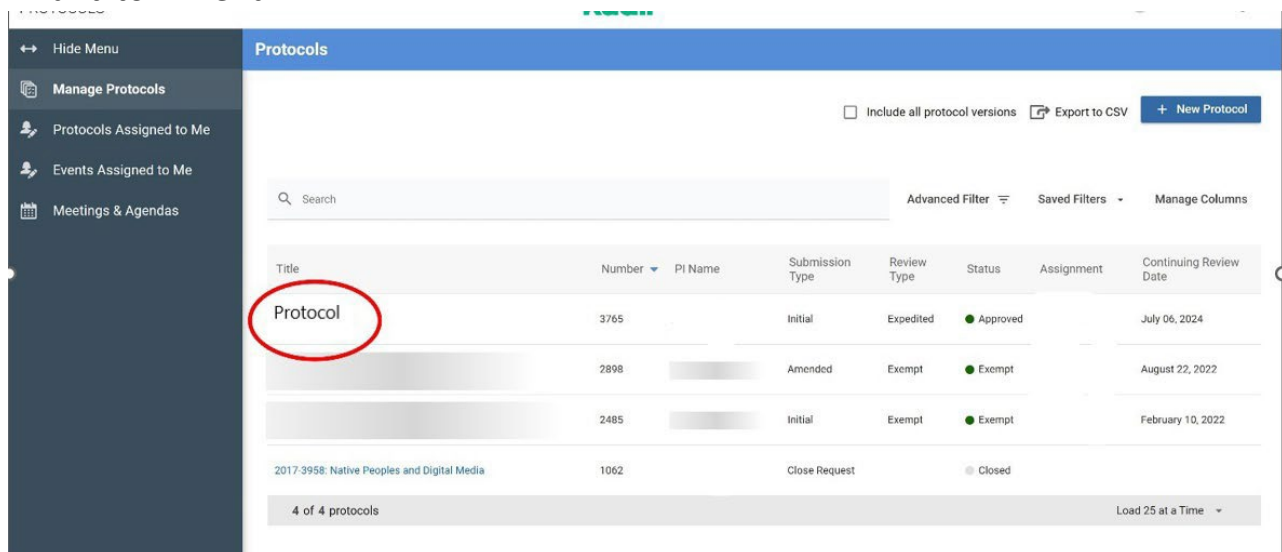 Hide Menu
Protocols
Manage Protocols
Include all protocol versions
Export to CSV
+ New Protocol
Protocols Assigned to Me
Events Assigned to Me
Search
Advanced Filter
Saved Filters
Manage Columns
Meetings & Agendas
Title Number PI Name Submission Type Review Type Status Assignment Continuing Review Date
Protocol 3765 Initial Expedited Approved July 06, 2024
2898 Amended Exempt Exempt August 22, 2022
2485 Initial Exempt Exempt February 10, 2022
2017-3958: Native Peoples and Digital Media 1062 Close Request Closed
4 of 4 protocols Load 25 at a Time